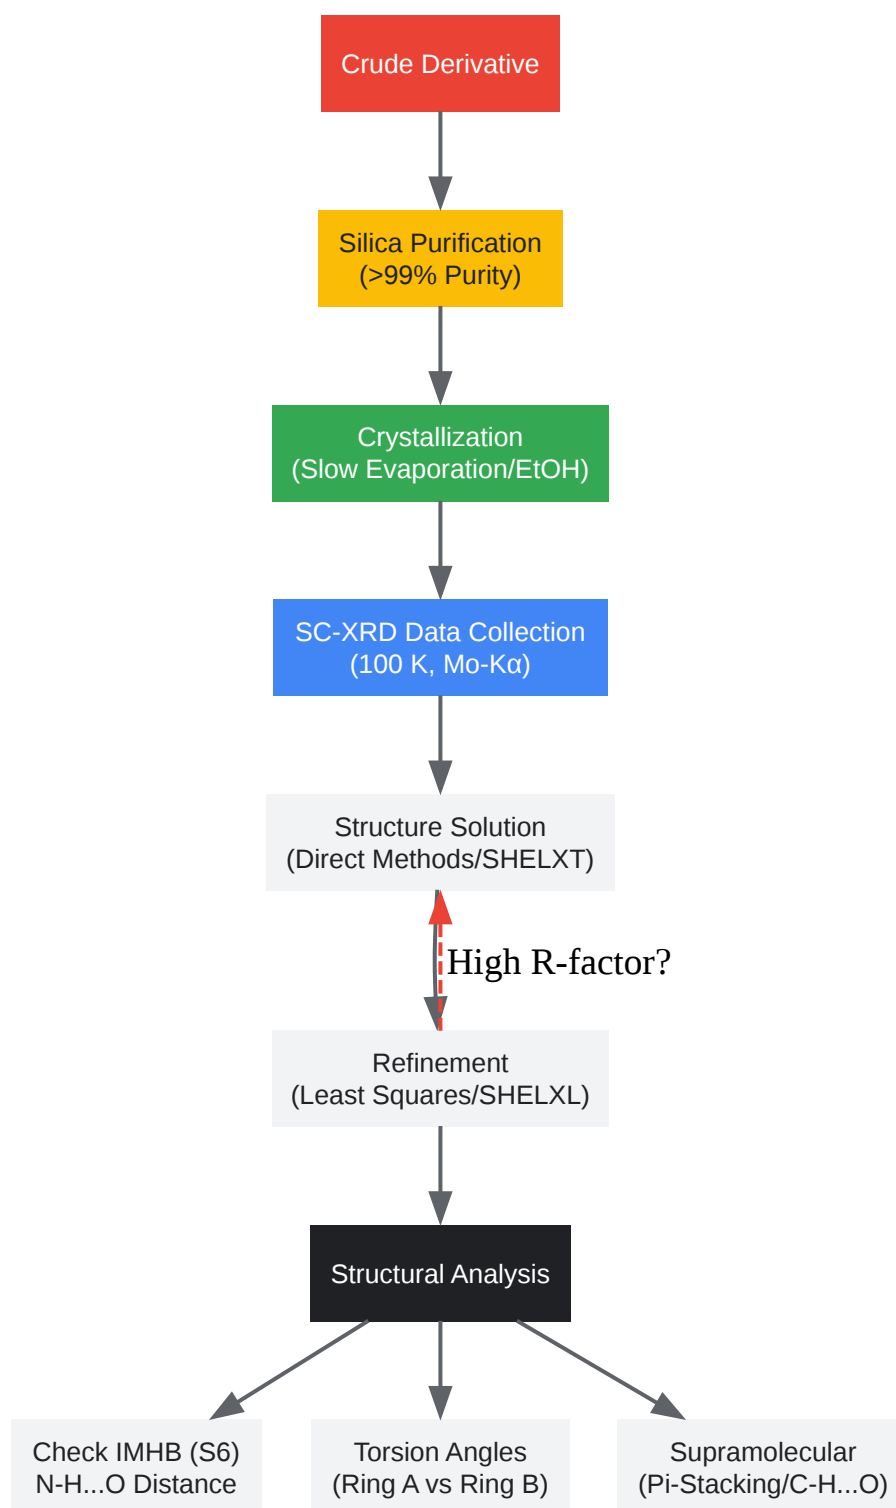 Crude Derivative
Silica Purification
(>99% Purity)
Crystallization
(Slow Evaporation/EtOH)
SC-XRD Data Collection
(100 K, Mo-Kα)
Structure Solution
(Direct Methods/SHELXT)
High R-factor?
Refinement
(Least Squares/SHELXL)
Structural Analysis
Check IMHB (S6)
N-H...O Distance
Torsion Angles
(Ring A vs Ring B)
Supramolecular
(Pi-Stacking/C-H...O)